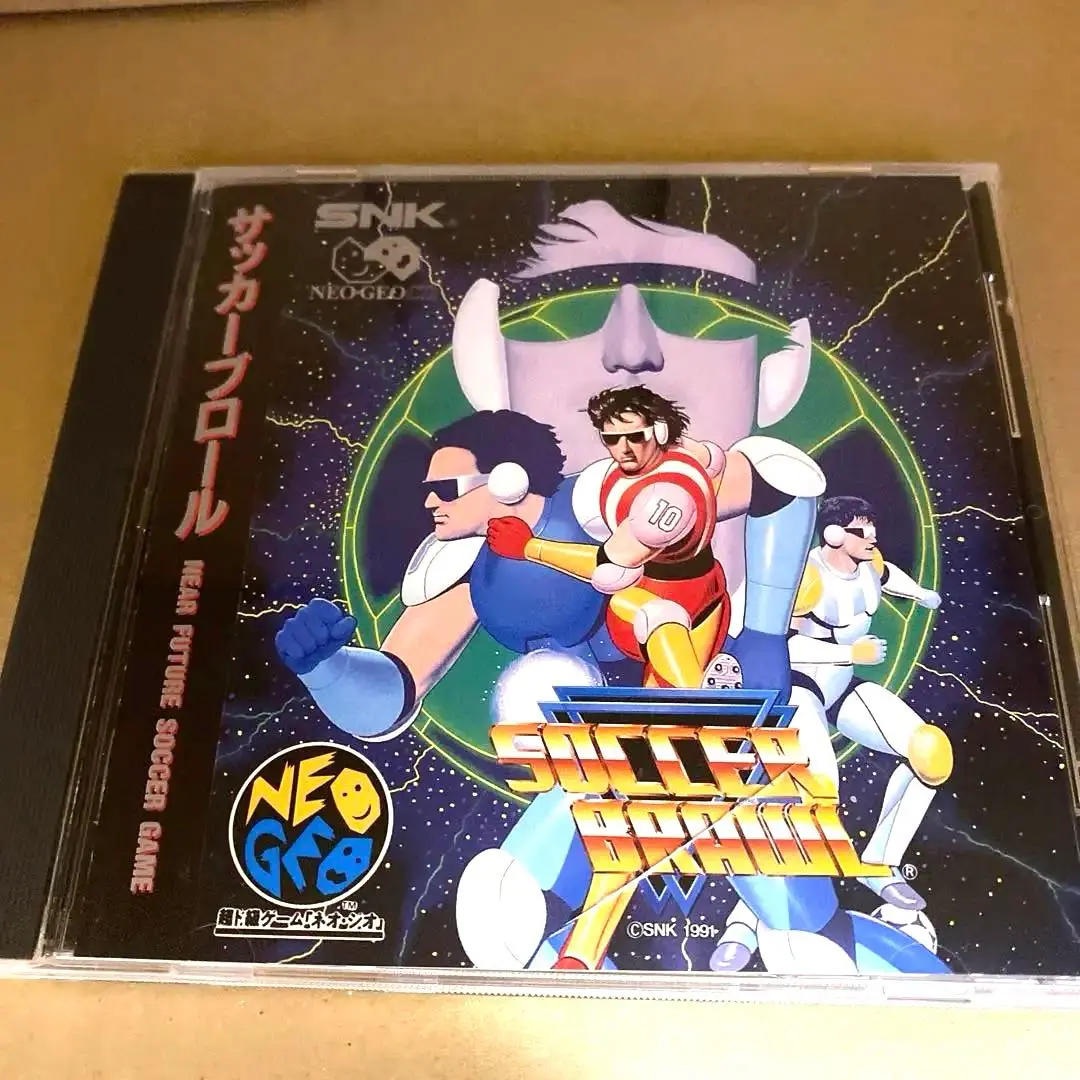 サッカーブロール
NEAR FUTURE SOCCER GAME
SNK®
NEO·GEO
10
SOCCER
BRAWL®
©SNK 1991
NEO
GEO
TM
超ド級ゲーム「ネオ・ジオ」